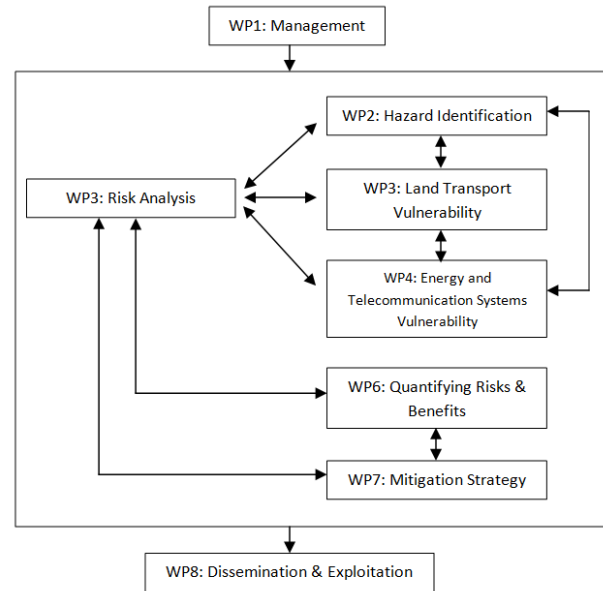 WP1: Management
WP2: Hazard Identification
WP3: Risk Analysis
WP3: Land Transport
Vulnerability
WP4: Energy and
Telecommunication Systems
Vulnerability
WP6: Quantifying Risks &
Benefits
WP7: Mitigation Strategy
WP8: Dissemination & Exploitation